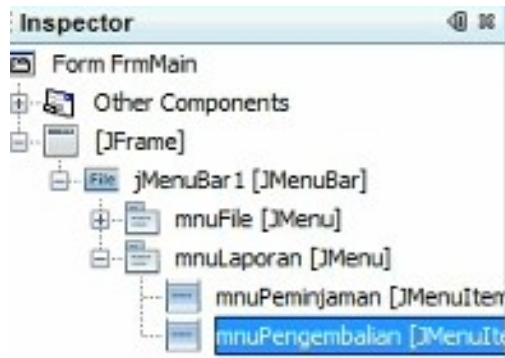 Inspector
Form FrmMain
Other Components
[JFrame]
File jMenuBar1 [JMenuBar]
mnuFile [JMenu]
mnuLaporan [JMenu]
mnuPeminjaman [JMenuItem
mnuPengembalian [JMenuIte